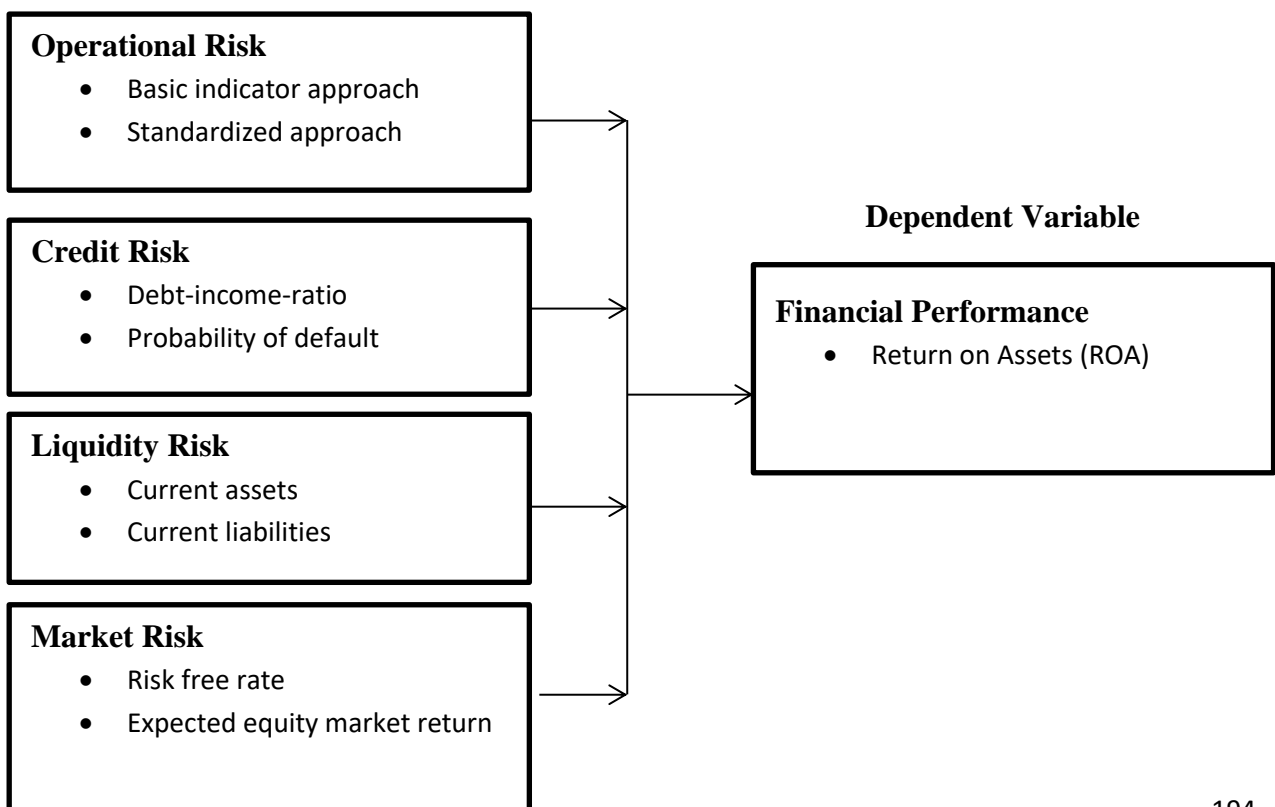 Operational Risk
• Basic indicator approach
• Standardized approach
Credit Risk
• Debt-income-ratio
• Probability of default
Liquidity Risk
• Current assets
• Current liabilities
Market Risk
• Risk free rate
• Expected equity market return
Dependent Variable
Financial Performance
• Return on Assets (ROA)